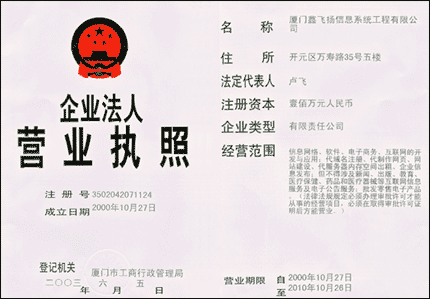 企业法人
营业执照
注 册 号 3502042071124
成立日期 2000年10月27日
登记机关 厦门市工商行政管理局
二〇〇三 年 六 月 五 日
名 称 厦门鑫飞扬信息系统工程有限公
司
住 所 开元区万寿路35号五楼
法定代表人 卢飞
注册资本 壹佰万元人民币
企业类型 有限责任公司
经营范围 信息网络、软件、电子商务、互联网的开
发与应用；代域名注册、代制作网页、网
站建设、代服务器内存空间出租、企业信
息发布，但不得涉及新闻、出版、教育、
医疗保健、药品和医疗器械等互联网信息
服务及电子公告服务；批发零售电子产品
。（法律法规规定必须办理审批许可才能
从事的经营项目，必须在取得审批许可证
明后方能营业）
营业期限 自 2000年10月27日
至 2010年10月26日